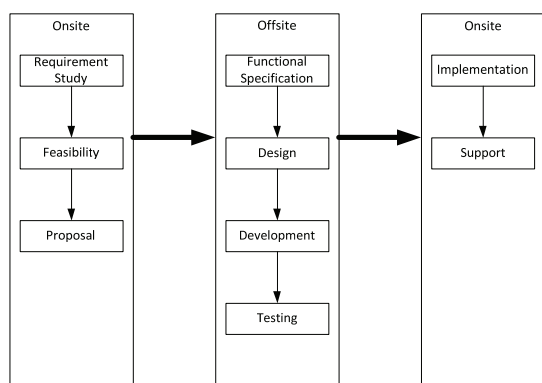 Onsite
Requirement
Study
Feasibility
Proposal
Offsite
Functional
Specification
Design
Development
Testing
Onsite
Implementation
Support